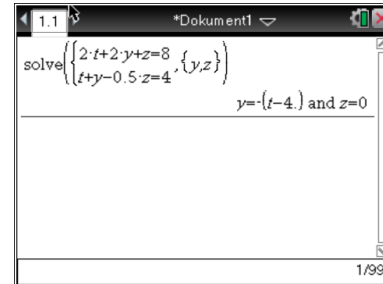 1.1 *Dokument1
solve({2·t+2·y+z=8
t+y−0.5·z=4 ,{y,z})
y=-(t−4.) and z=0
1/99